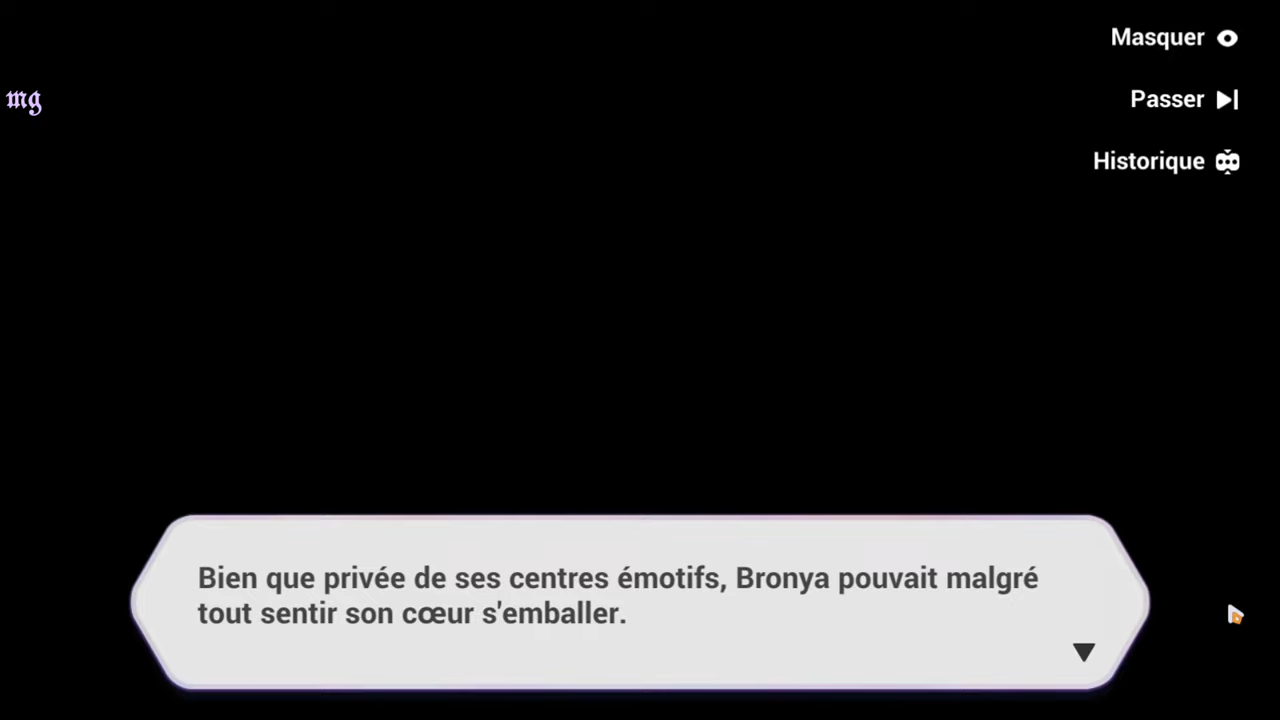 Masquer
mg
Passer
Historique
Bien que privée de ses centres émotifs, Bronya pouvait malgré
tout sentir son cœur s'emballer.